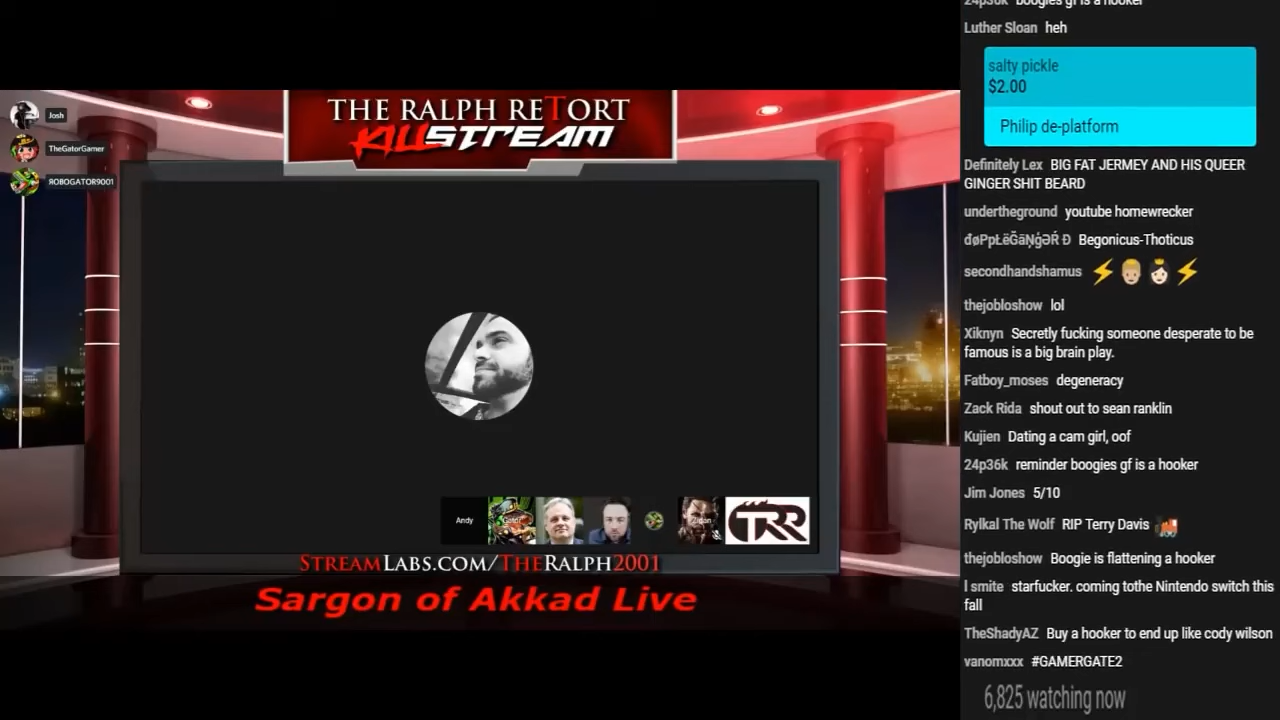 Josh
TheGatorGamer
ROBOGATOR9001
THE RALPH RETORT
KILLSTREAM
Andy
TRR
STREAMLABS.COM/THERALPH2001
Sargon of Akkad Live
24p36k boogies gf is a hooker
Luther Sloan heh
salty pickle
$2.00
Philip de-platform
Definitely Lex BIG FAT JERMEY AND HIS QUEER
GINGER SHIT BEARD
undertheground youtube homewrecker
Begonicus-Thoticus
secondhandshamus ⚡👱🏼👸🏻⚡
thejobloshow lol
Xiknyn Secretly fucking someone desperate to be
famous is a big brain play.
Fatboy_moses degeneracy
Zack Rida shout out to sean ranklin
Kujien Dating a cam girl, oof
24p36k reminder boogies gf is a hooker
Jim Jones 5/10
Rylkal The Wolf RIP Terry Davis
thejobloshow Boogie is flattening a hooker
I smite starfucker. coming tothe Nintendo switch this
fall
TheShadyAZ Buy a hooker to end up like cody wilson
vanomxxx #GAMERGATE2
6,825 watching now